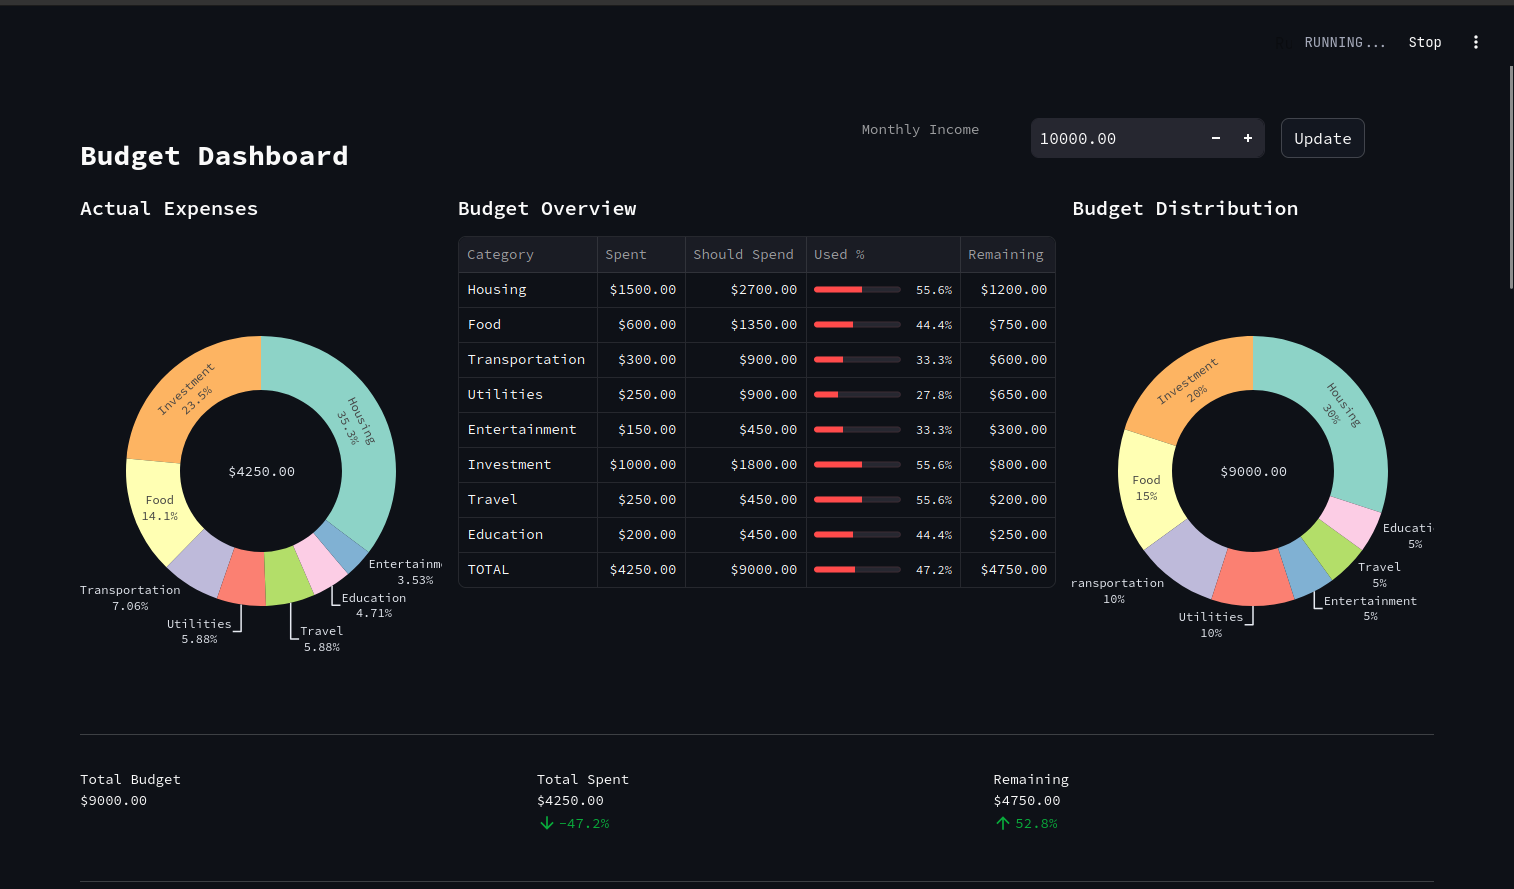 RUNNING... Stop
Monthly Income 10000.00 - + Update
Budget Dashboard
Actual Expenses
Investment
23.5%
Housing
35.3%
Food
14.1%
$4250.00
Entertainm
3.53%
Transportation
7.06%
Education
4.71%
Utilities
5.88%
Travel
5.88%
Budget Overview
Category Spent Should Spend Used % Remaining
Housing $1500.00 $2700.00 55.6% $1200.00
Food $600.00 $1350.00 44.4% $750.00
Transportation $300.00 $900.00 33.3% $600.00
Utilities $250.00 $900.00 27.8% $650.00
Entertainment $150.00 $450.00 33.3% $300.00
Investment $1000.00 $1800.00 55.6% $800.00
Travel $250.00 $450.00 55.6% $200.00
Education $200.00 $450.00 44.4% $250.00
TOTAL $4250.00 $9000.00 47.2% $4750.00
Budget Distribution
Investment
20%
Housing
30%
Food
15%
$9000.00
Educati
5%
Travel
5%
ransportation
10%
Entertainment
5%
Utilities
10%
Total Budget
$9000.00
Total Spent
$4250.00
-47.2%
Remaining
$4750.00
52.8%